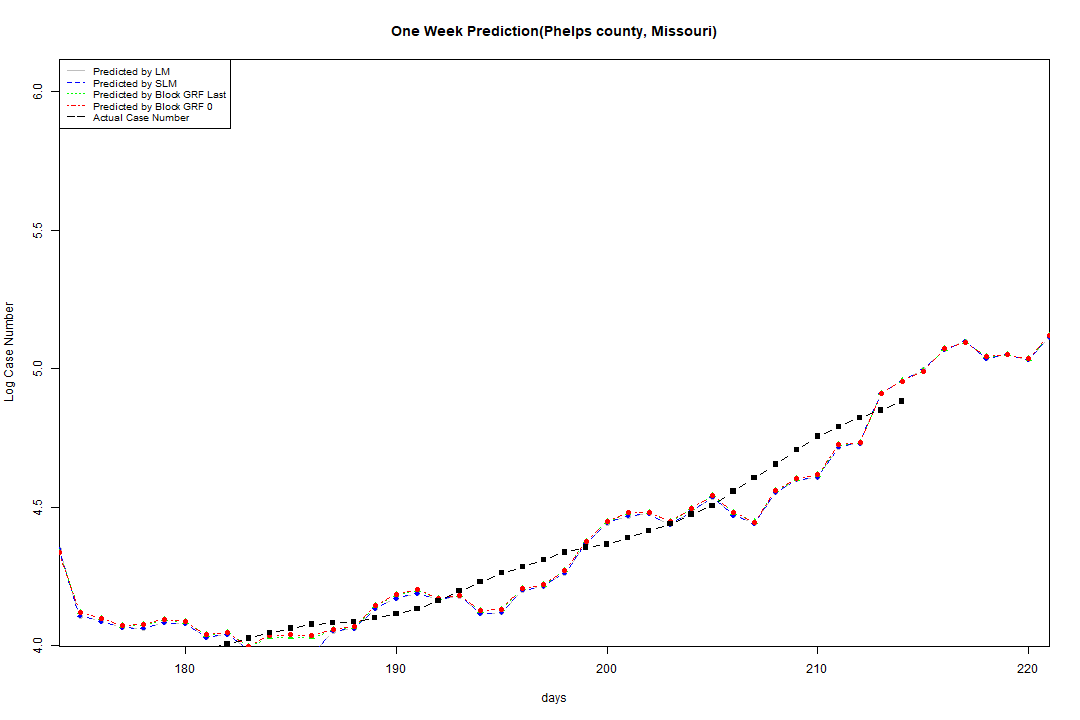 One Week Prediction(Phelps county, Missouri)
Predicted by LM
Predicted by SLM
Predicted by Block GRF Last
Predicted by Block GRF 0
Actual Case Number
6.0
5.5
5.0
4.5
4.0
Log Case Number
180 190 200 210 220
days